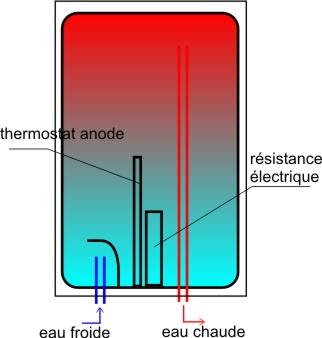 thermostat anode
résistance
électrique
eau froide
eau chaude